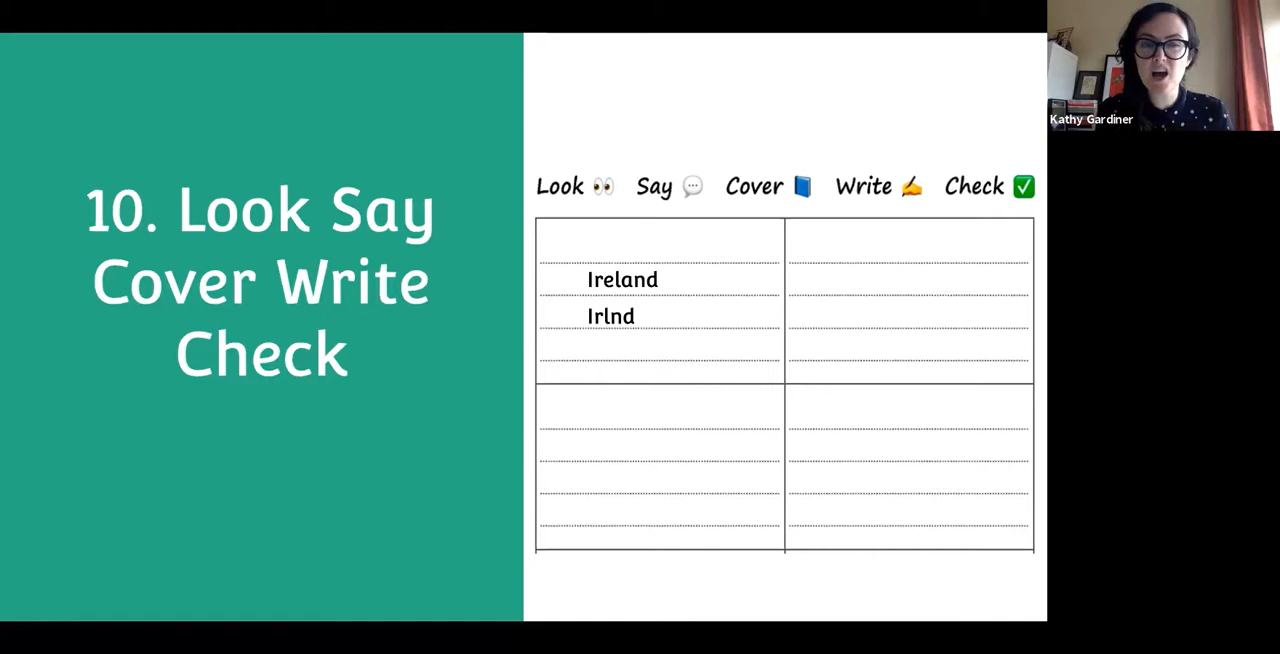 10. Look Say
Cover Write
Check
Look Say Cover Write Check
Ireland
Irlnd
Kathy Gardiner